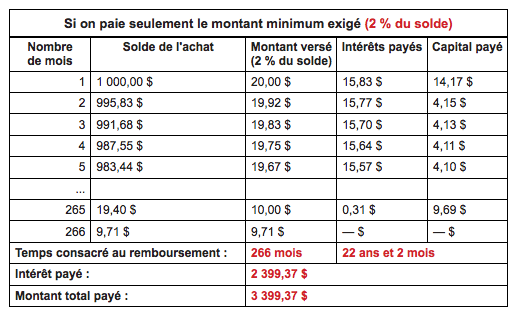 Si on paie seulement le montant minimum exigé (2 % du solde)
Nombre de mois Solde de l'achat Montant versé (2 % du solde) Intérêts payés Capital payé
1 1 000,00 $ 20,00 $ 15,83 $ 14,17 $
2 995,83 $ 19,92 $ 15,77 $ 4,15 $
3 991,68 $ 19,83 $ 15,70 $ 4,13 $
4 987,55 $ 19,75 $ 15,64 $ 4,11 $
5 983,44 $ 19,67 $ 15,57 $ 4,10 $
...
265 19,40 $ 10,00 $ 0,31 $ 9,69 $
266 9,71 $ 9,71 $ — $ — $
Temps consacré au remboursement : 266 mois 22 ans et 2 mois
Intérêt payé : 2 399,37 $
Montant total payé : 3 399,37 $